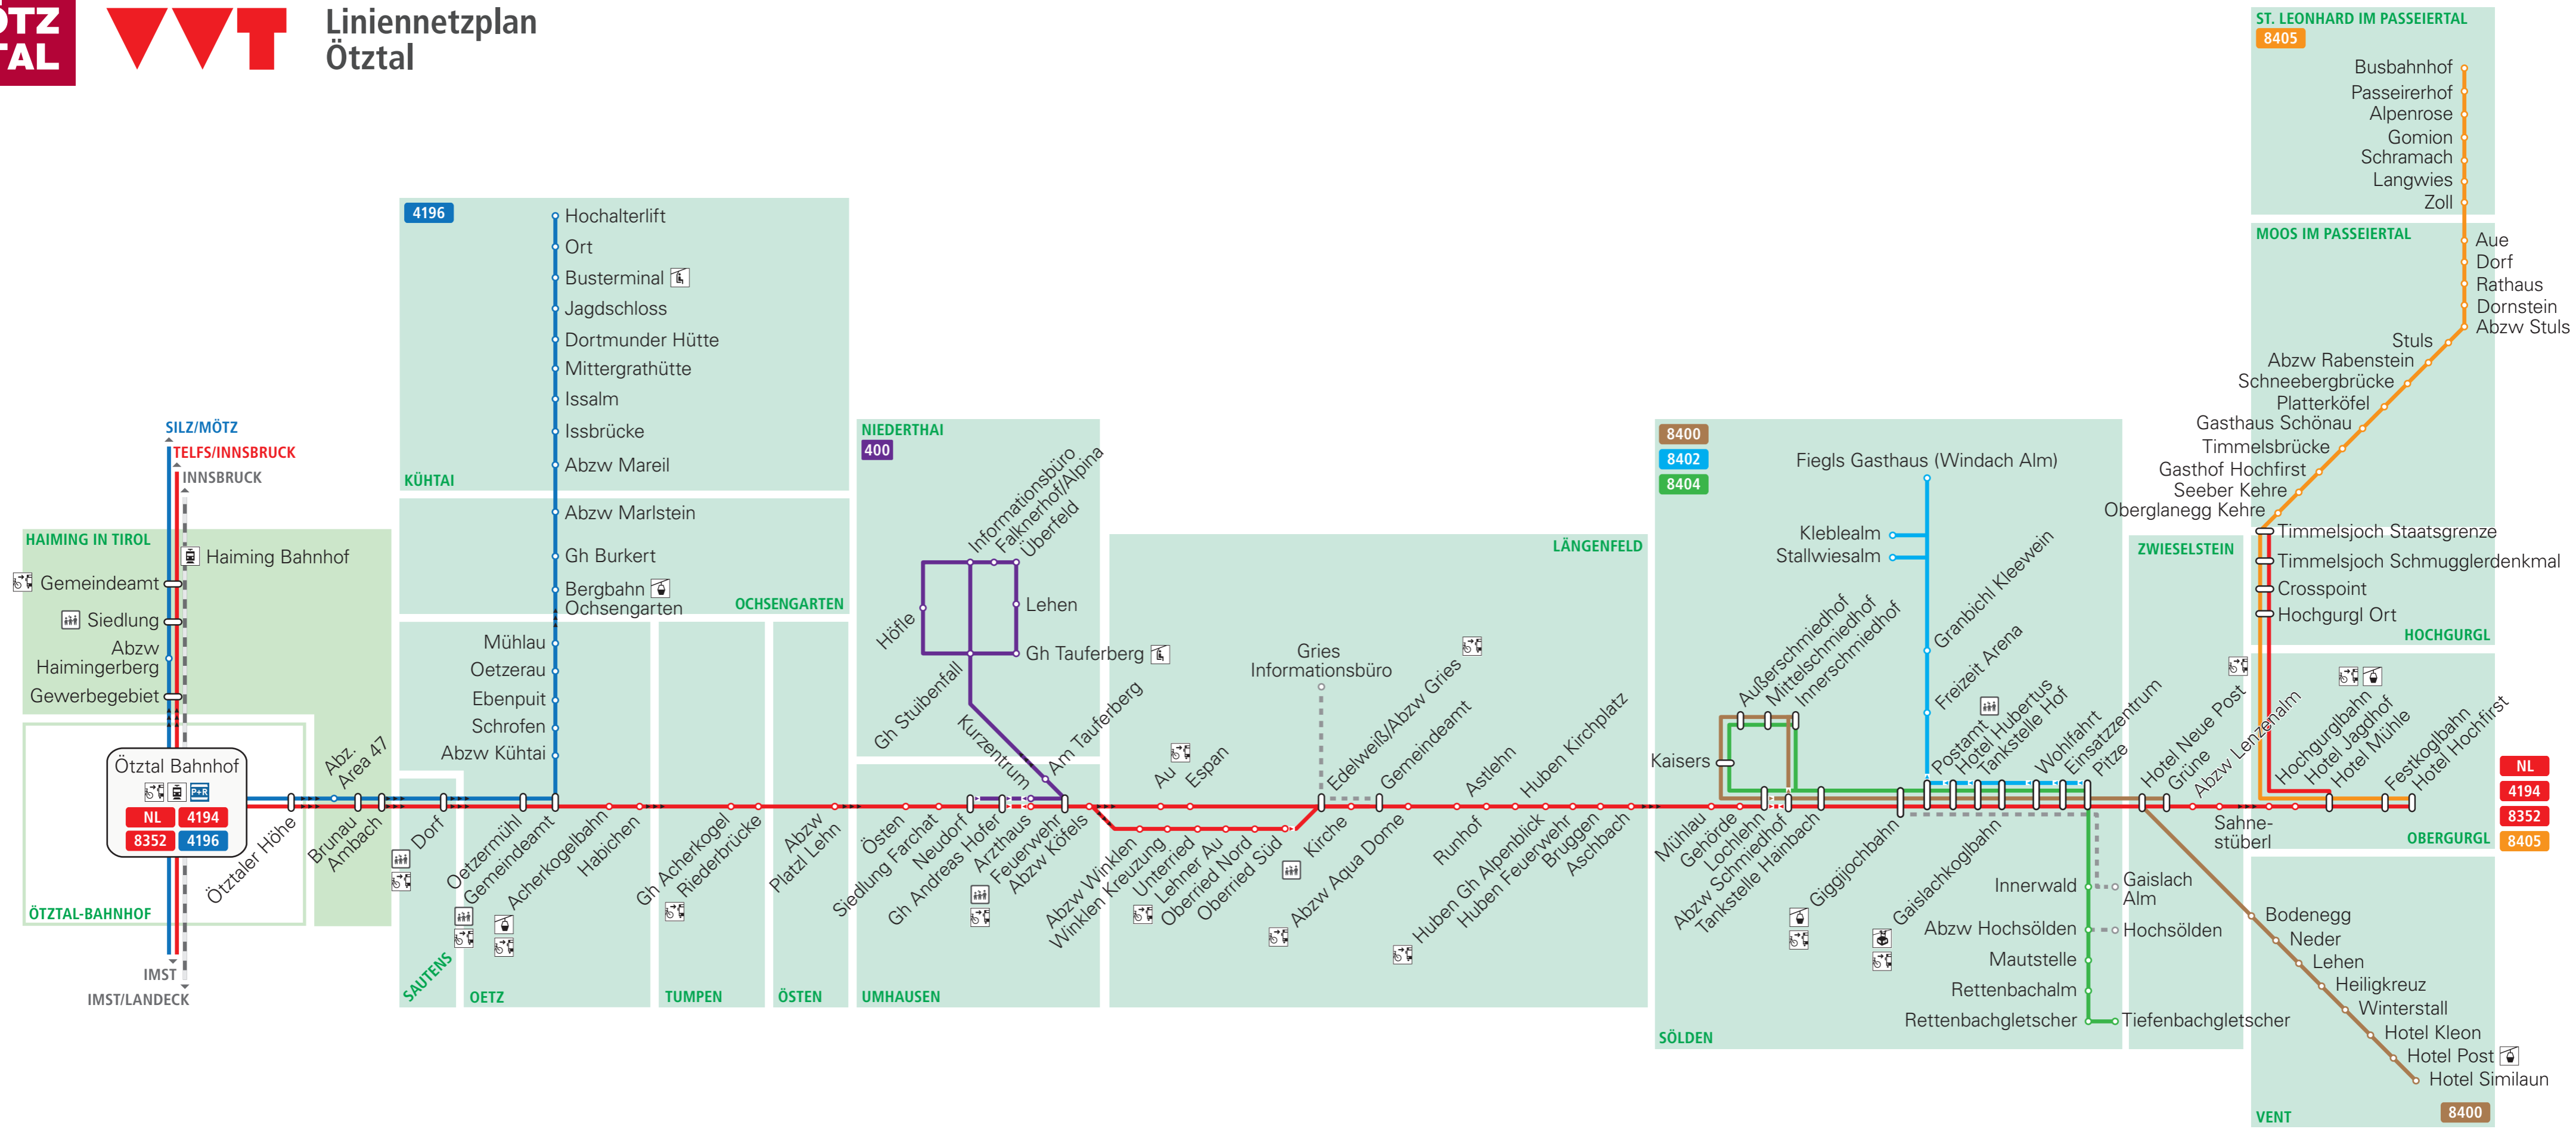 ÖTZ
TAL
VVT
Liniennetzplan
Ötztal
ST. LEONHARD IM PASSEIERTAL
8405
Busbahnhof
Passeirerhof
Alpenrose
Gomion
Schramach
Langwies
Zoll
MOOS IM PASSEIERTAL
Aue
Dorf
Rathaus
Dornstein
Abzw Stuls
Stuls
Abzw Rabenstein
Schneebergbrücke
Platterköfel
Gasthaus Schönau
Timmelsbrücke
Gasthof Hochfirst
Seeber Kehre
Oberglanegg Kehre
Timmelsjoch Staatsgrenze
Timmelsjoch Schmugglerdenkmal
Crosspoint
Hochgurgl Ort
HOCHGURGL
4196
Hochalterlift
Ort
Busterminal
Jagdschloss
Dortmunder Hütte
Mittergrathütte
Issalm
Issbrücke
Abzw Mareil
KÜHTAI
Abzw Marlstein
Gh Burkert
Bergbahn
Ochsengarten
OCHSENGARTEN
Mühlau
Oetzerau
Ebenpuit
Schrofen
Abzw Kühtai
SILZ/MÖTZ
TELFS/INNSBRUCK
INNSBRUCK
HAIMING IN TIROL
Haiming Bahnhof
Gemeindeamt
Siedlung
Abzw
Haimingerberg
Gewerbegebiet
Ötztal Bahnhof
P+R
NL
4194
8352
4196
ÖTZTAL-BAHNHOF
IMST
IMST/LANDECK
Ötztaler Höhe
Abz.
Area 47
Brunau
Ambach
Dorf
SAUTENS
Oetzermühl
Gemeindeamt
Acherkogelbahn
Habichen
OETZ
Gh Acherkogel
Riederbrücke
TUMPEN
Abzw
Platzl Lehn
ÖSTEN
Östen
Siedlung Farchat
Neudorf
Gh Andreas Hofer
Arzthaus
Feuerwehr
Abzw Köfels
UMHAUSEN
NIEDERTHAI
400
Informationsbüro
Falknerhof/Alpina
Überfeld
Höfle
Lehen
Gh Tauferberg
Gh Stuibenfall
Kurzentrum
Am Tauferberg
LÄNGENFELD
Abzw Winklen
Winklen Kreuzung
Au
Espan
Unterried
Lehner Au
Oberried Nord
Oberried Süd
Gries
Informationsbüro
Edelweiß/Abzw Gries
Kirche
Gemeindeamt
Abzw Aqua Dome
Runhof
Astlehn
Huben Kirchplatz
Huben Gh Alpenblick
Huben Feuerwehr
Bruggen
Aschbach
8400
8402
8404
Fiegls Gasthaus (Windach Alm)
Kleblealm
Stallwiesalm
Granbichl Kleewein
Freizeit Arena
Außerschmiedhof
Mittelschmiedhof
Innerschmiedhof
Kaisers
Mühlau
Gehörde
Lochlehn
Abzw Schmiedhof
Tankstelle Hainbach
Giggijochbahn
Postamt
Hotel Hubertus
Tankstelle Hof
Gaislachkoglbahn
Wohlfahrt
Einsatzzentrum
Pitze
Innerwald
Gaislach
Alm
Abzw Hochsölden
Hochsölden
Mautstelle
Rettenbachalm
Rettenbachgletscher
Tiefenbachgletscher
SÖLDEN
ZWIESELSTEIN
Hotel Neue Post
Grüne
Abzw Lenzenalm
Sahne-
stüberl
Hochgurglbahn
Hotel Jagdhof
Hotel Mühle
Festkoglbahn
Hotel Hochfirst
OBERGURGL
NL
4194
8352
8405
Bodenegg
Neder
Lehen
Heiligkreuz
Winterstall
Hotel Kleon
Hotel Post
Hotel Similaun
8400
VENT